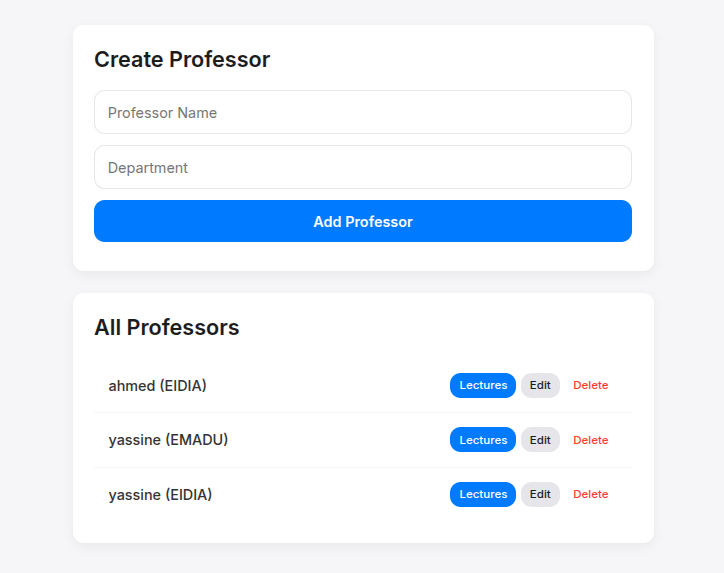 Create Professor
Professor Name
Department
Add Professor
All Professors
ahmed (EIDIA) Lectures Edit Delete
yassine (EMADU) Lectures Edit Delete
yassine (EIDIA) Lectures Edit Delete